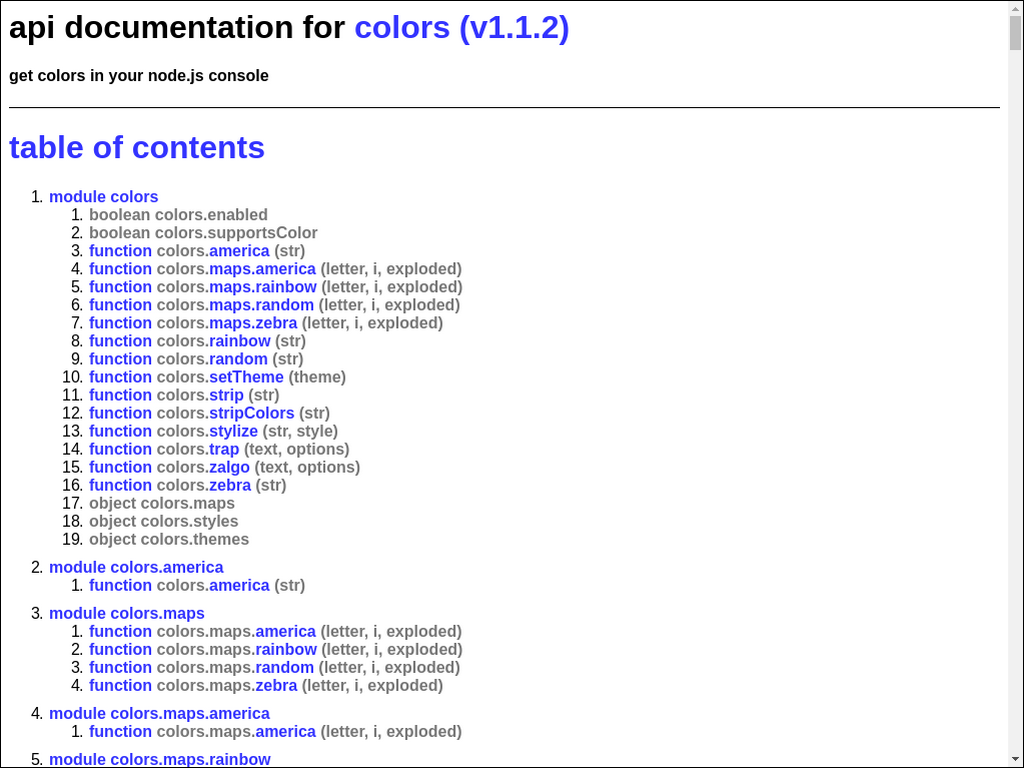 api documentation for colors (v1.1.2)
get colors in your node.js console
table of contents
1. module colors
1. boolean colors.enabled
2. boolean colors.supportsColor
3. function colors.america (str)
4. function colors.maps.america (letter, i, exploded)
5. function colors.maps.rainbow (letter, i, exploded)
6. function colors.maps.random (letter, i, exploded)
7. function colors.maps.zebra (letter, i, exploded)
8. function colors.rainbow (str)
9. function colors.random (str)
10. function colors.setTheme (theme)
11. function colors.strip (str)
12. function colors.stripColors (str)
13. function colors.stylize (str, style)
14. function colors.trap (text, options)
15. function colors.zalgo (text, options)
16. function colors.zebra (str)
17. object colors.maps
18. object colors.styles
19. object colors.themes
2. module colors.america
1. function colors.america (str)
3. module colors.maps
1. function colors.maps.america (letter, i, exploded)
2. function colors.maps.rainbow (letter, i, exploded)
3. function colors.maps.random (letter, i, exploded)
4. function colors.maps.zebra (letter, i, exploded)
4. module colors.maps.america
1. function colors.maps.america (letter, i, exploded)
5. module colors.maps.rainbow